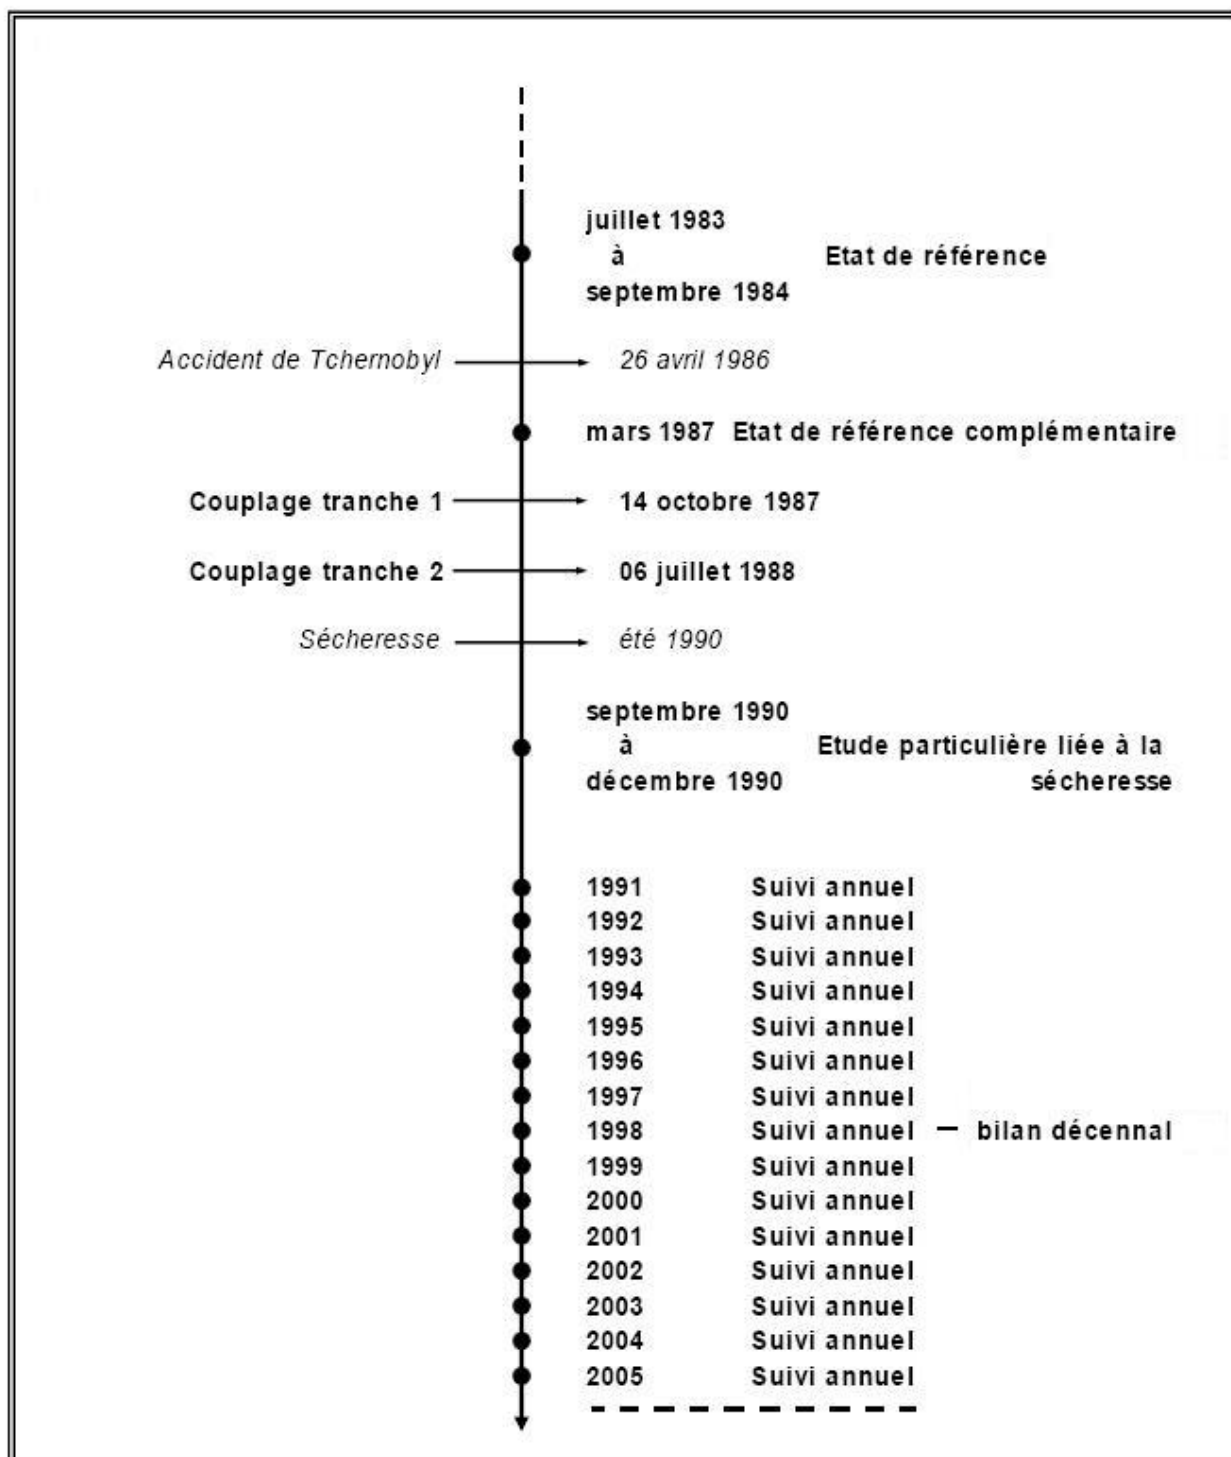 juillet 1983
à Etat de référence
septembre 1984
Accident de Tchernobyl 26 avril 1986
mars 1987 Etat de référence complémentaire
Couplage tranche 1 14 octobre 1987
Couplage tranche 2 06 juillet 1988
Sécheresse été 1990
septembre 1990
à Etude particulière liée à la
décembre 1990 sécheresse
1991 Suivi annuel
1992 Suivi annuel
1993 Suivi annuel
1994 Suivi annuel
1995 Suivi annuel
1996 Suivi annuel
1997 Suivi annuel
1998 Suivi annuel — bilan décennal
1999 Suivi annuel
2000 Suivi annuel
2001 Suivi annuel
2002 Suivi annuel
2003 Suivi annuel
2004 Suivi annuel
2005 Suivi annuel